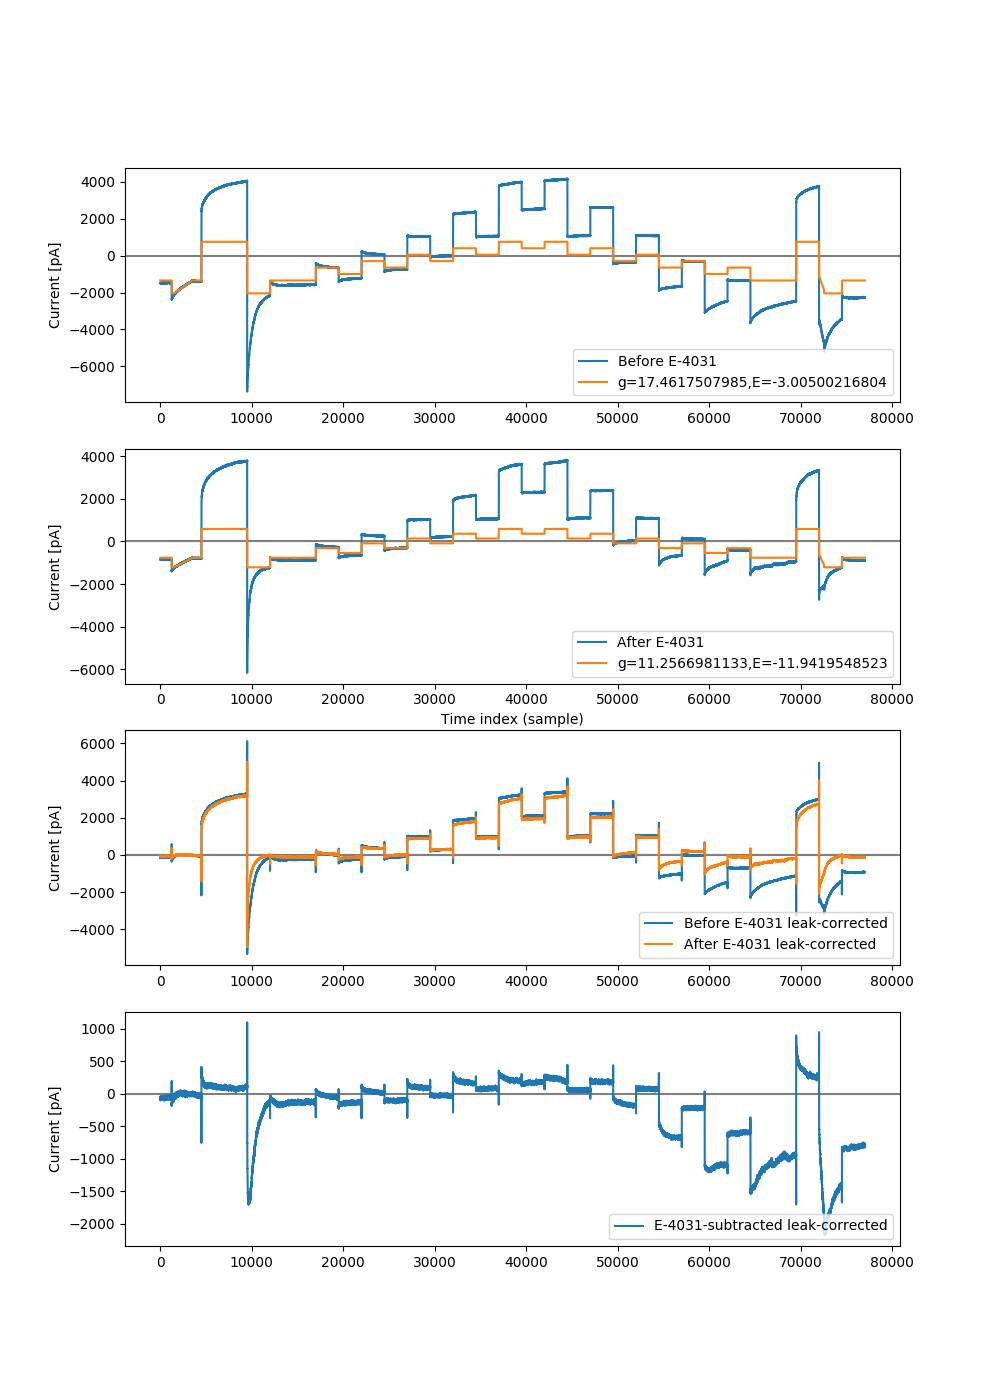 4000
2000
0
−2000
−4000
−6000
Current [pA]
Before E-4031
g=17.4617507985,E=-3.00500216804
0 10000 20000 30000 40000 50000 60000 70000 80000
4000
2000
0
−2000
−4000
−6000
Current [pA]
After E-4031
g=11.2566981133,E=-11.9419548523
0 10000 20000 30000 40000 50000 60000 70000 80000
Time index (sample)
6000
4000
2000
0
−2000
−4000
Current [pA]
Before E-4031 leak-corrected
After E-4031 leak-corrected
0 10000 20000 30000 40000 50000 60000 70000 80000
1000
500
0
−500
−1000
−1500
−2000
Current [pA]
E-4031-subtracted leak-corrected
0 10000 20000 30000 40000 50000 60000 70000 80000